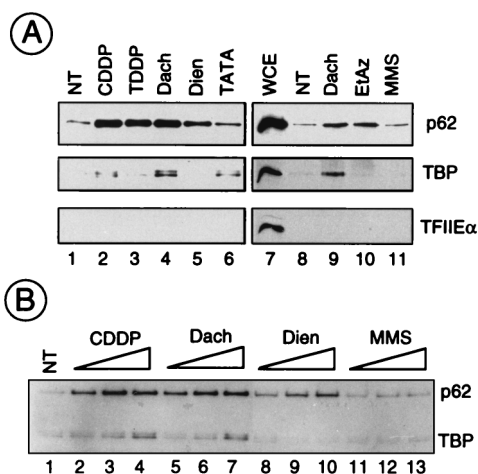 A
NT CDDP TDDP Dach Dien TATA WCE NT Dach EtAz MMS
p62
TBP
TFIIEα
1 2 3 4 5 6 7 8 9 10 11
B
NT CDDP Dach Dien MMS
p62
TBP
1 2 3 4 5 6 7 8 9 10 11 12 13